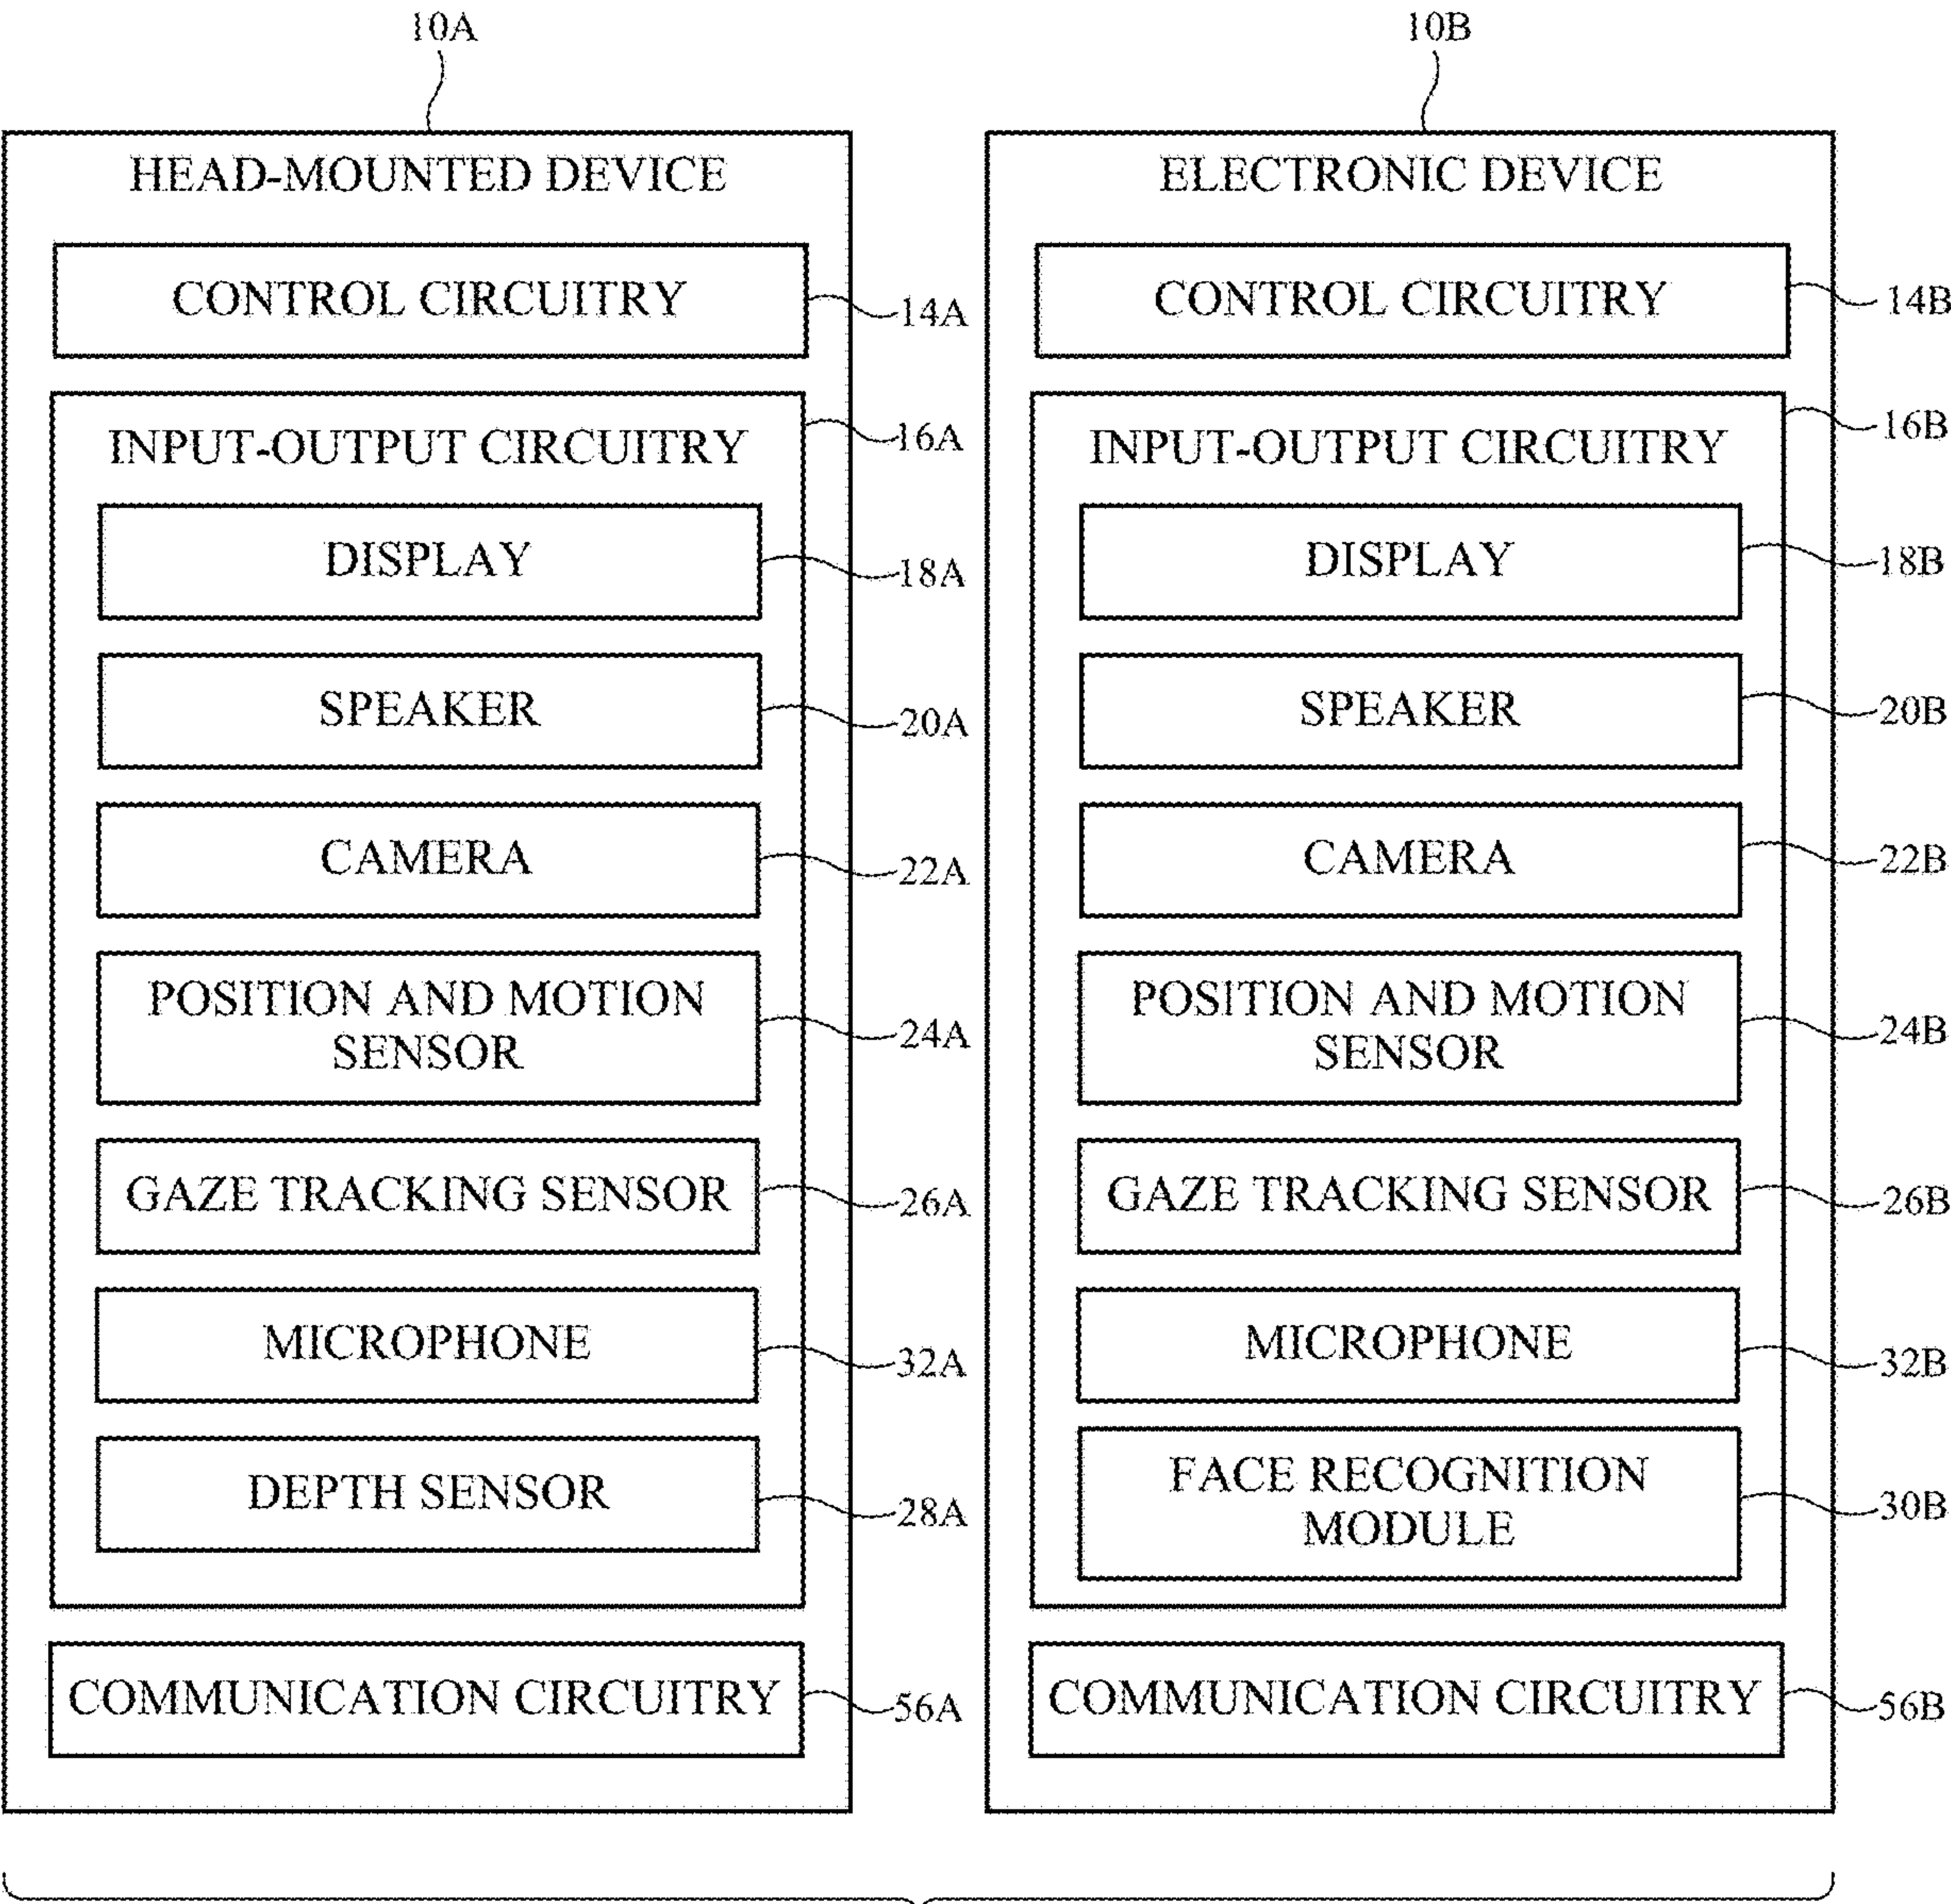 10A
HEAD-MOUNTED DEVICE
CONTROL CIRCUITRY
14A
INPUT-OUTPUT CIRCUITRY
16A
DISPLAY
18A
SPEAKER
20A
CAMERA
22A
POSITION AND MOTION
SENSOR
24A
GAZE TRACKING SENSOR
26A
MICROPHONE
32A
DEPTH SENSOR
28A
COMMUNICATION CIRCUITRY
56A
10B
ELECTRONIC DEVICE
CONTROL CIRCUITRY
14B
INPUT-OUTPUT CIRCUITRY
16B
DISPLAY
18B
SPEAKER
20B
CAMERA
22B
POSITION AND MOTION
SENSOR
24B
GAZE TRACKING SENSOR
26B
MICROPHONE
32B
FACE RECOGNITION
MODULE
30B
COMMUNICATION CIRCUITRY
56B